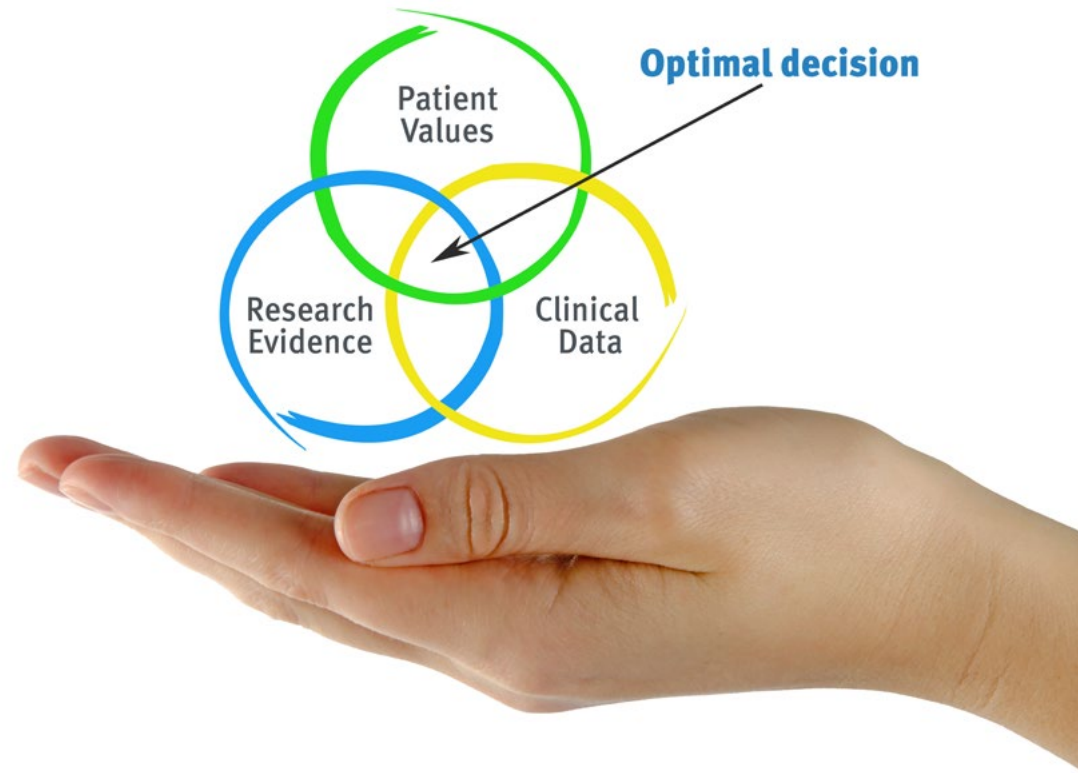 Optimal decision
Patient
Values
Research
Evidence
Clinical
Data